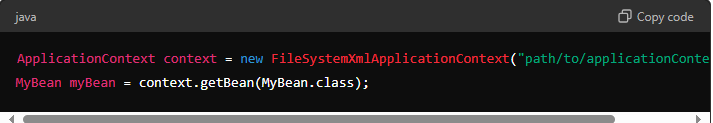 java
Copy code
ApplicationContext context = new FileSystemXmlApplicationContext("path/to/applicationConte
MyBean myBean = context.getBean(MyBean.class);